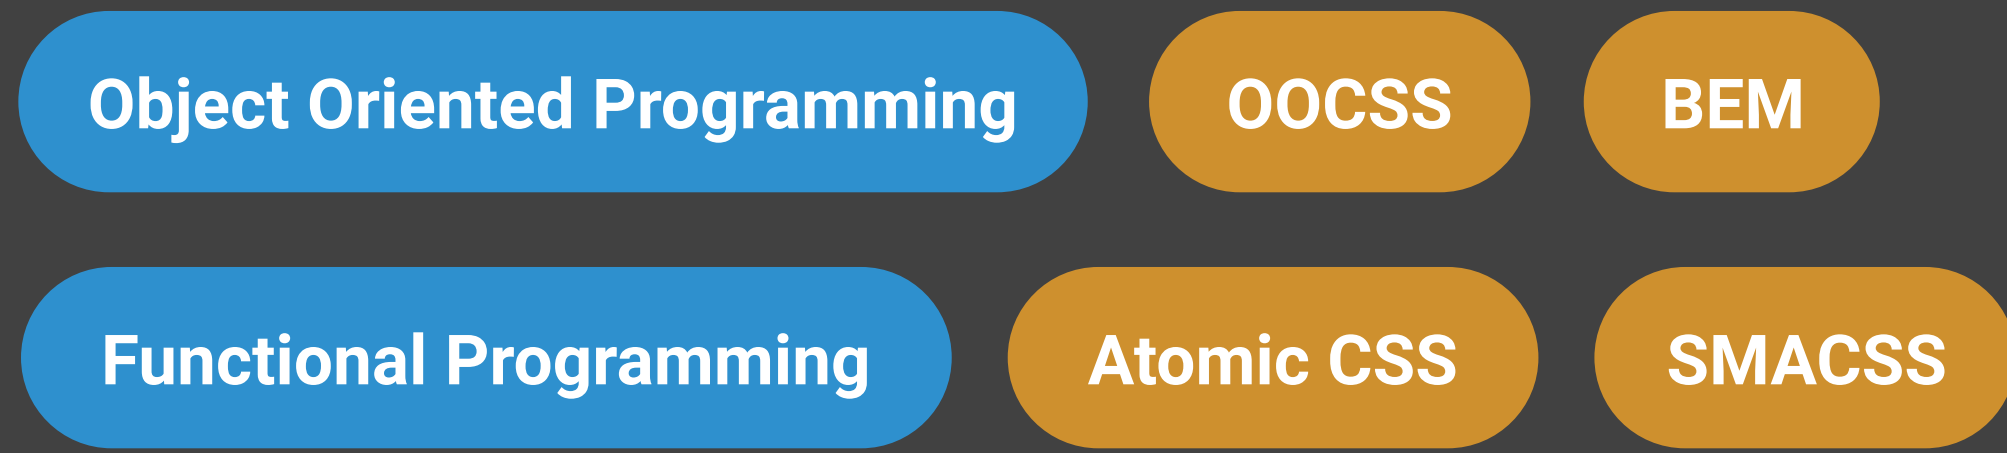 Object Oriented Programming OOCSS BEM
Functional Programming Atomic CSS SMACSS